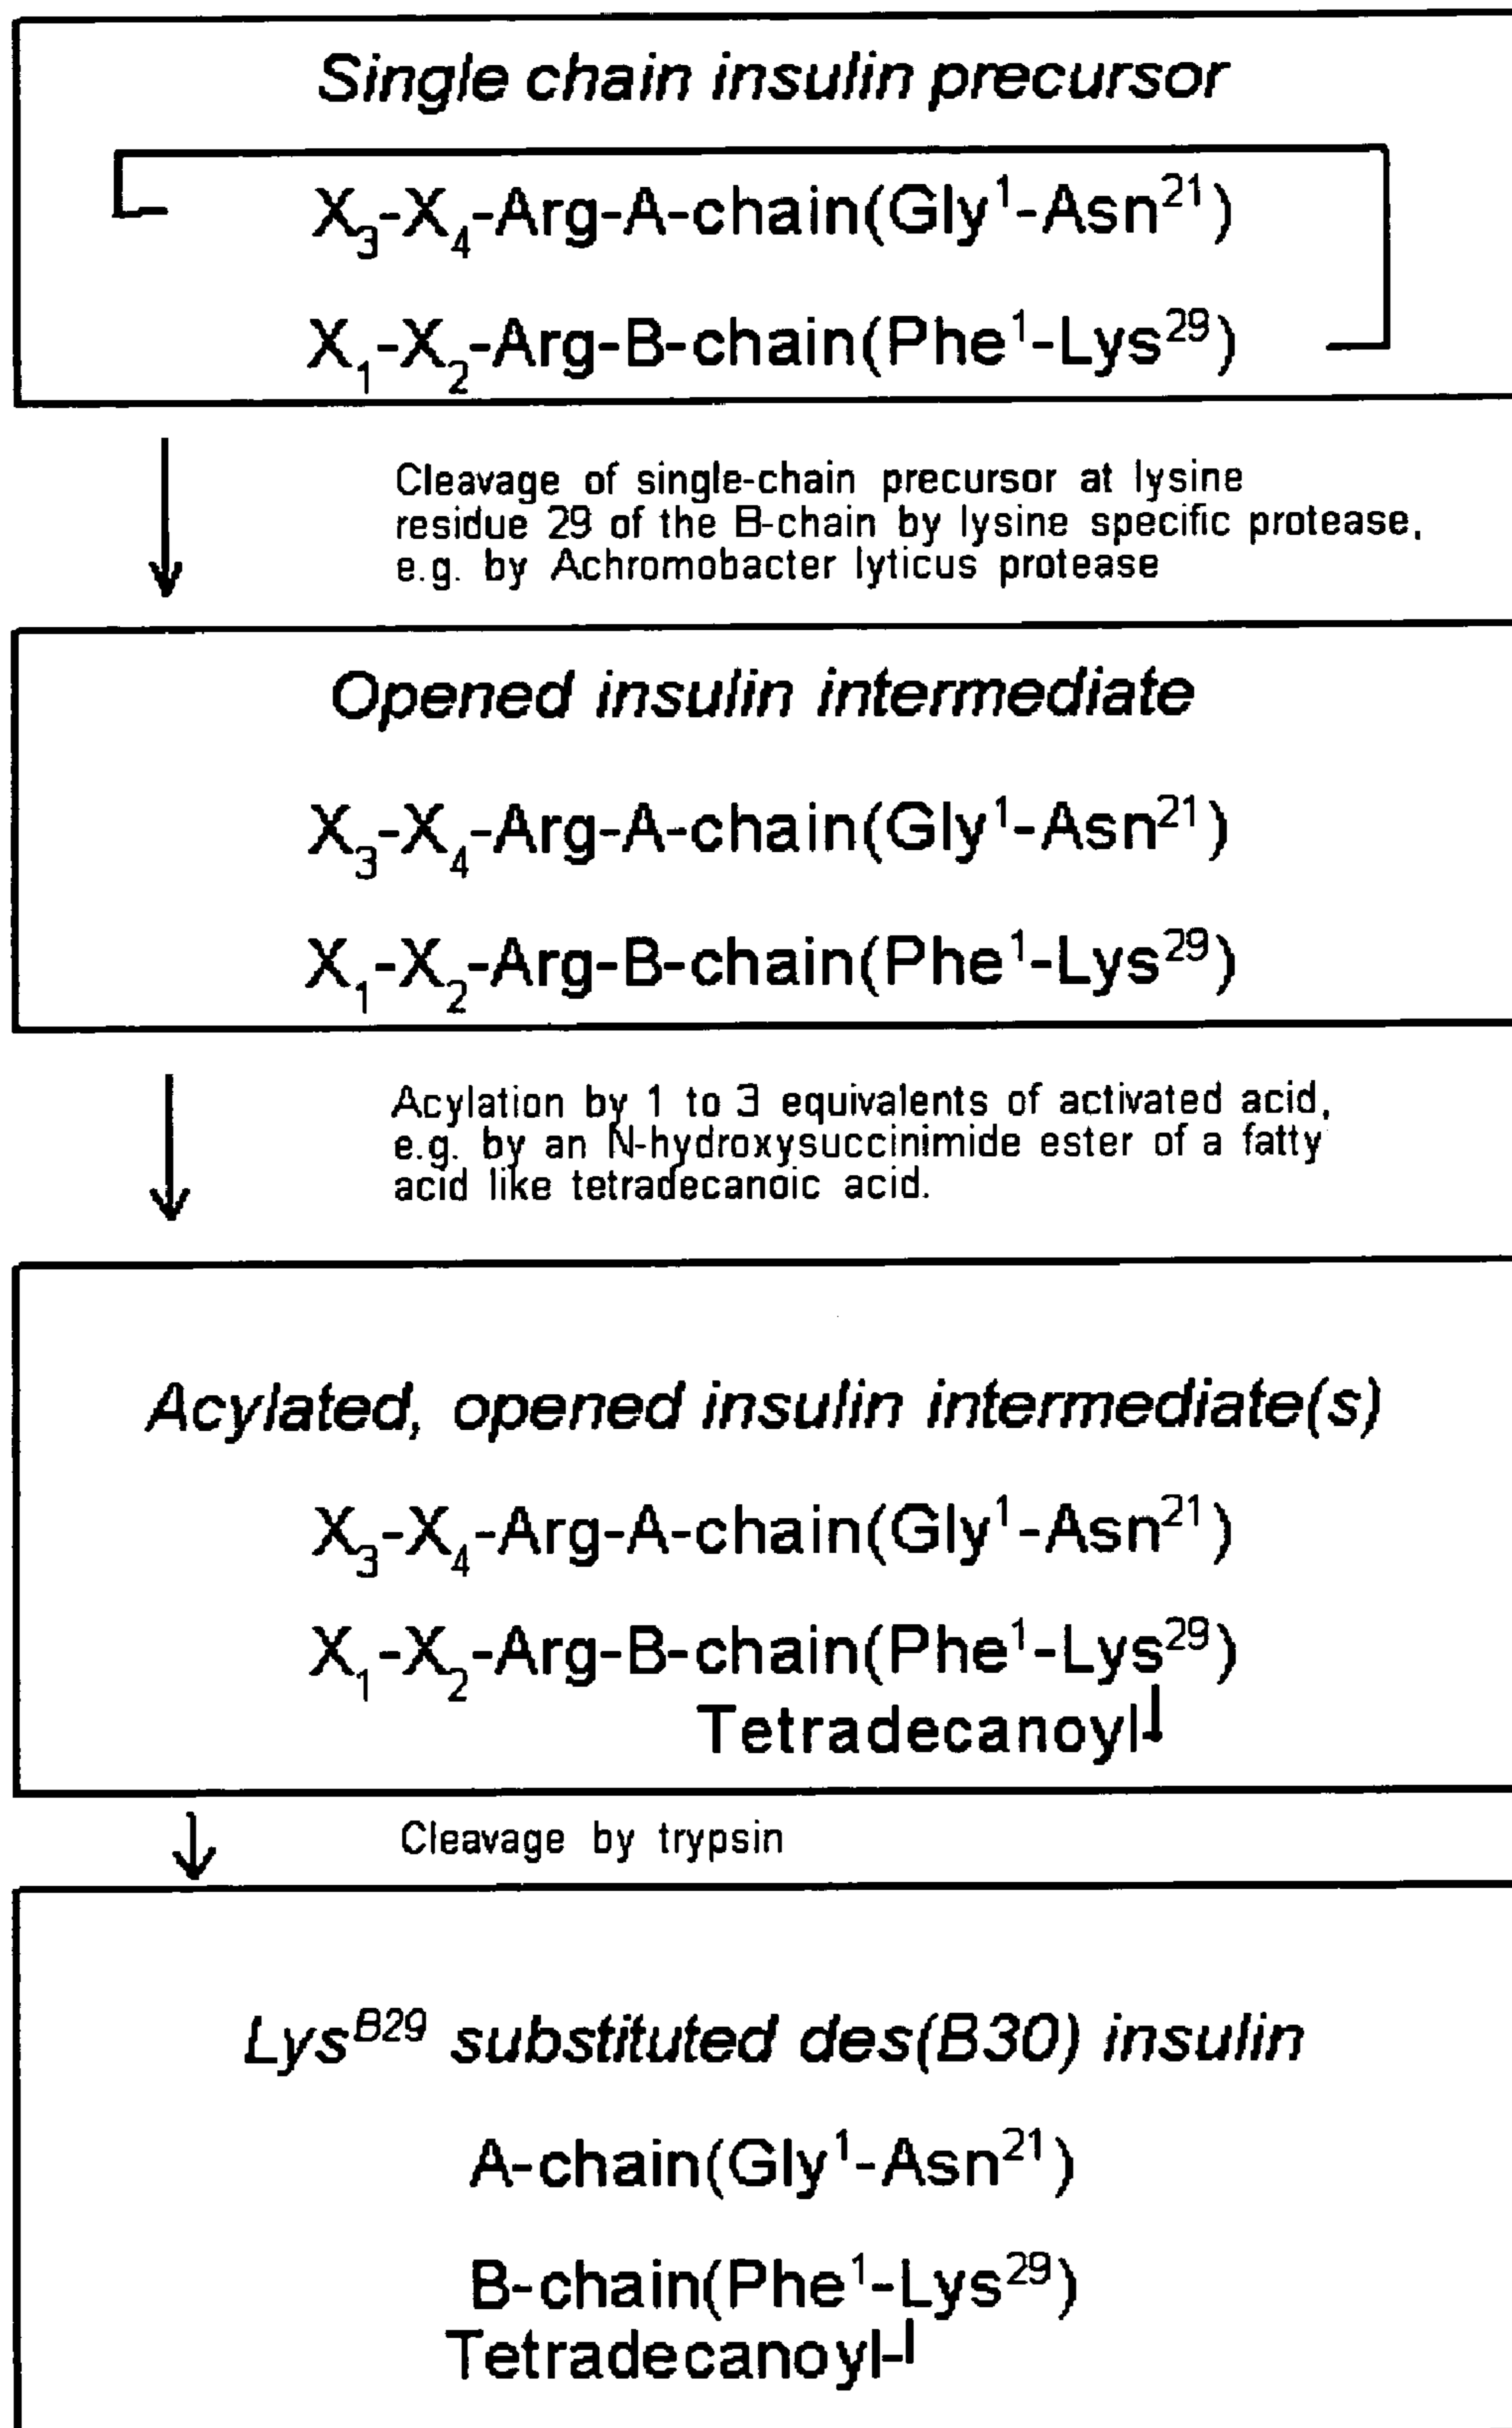 Single chain insulin precursor
X₃-X₄-Arg-A-chain(Gly¹-Asn²¹)
X₁-X₂-Arg-B-chain(Phe¹-Lys²⁹)
Cleavage of single-chain precursor at lysine
residue 29 of the B-chain by lysine specific protease,
e.g. by Achromobacter lyticus protease
Opened insulin intermediate
X₃-X₄-Arg-A-chain(Gly¹-Asn²¹)
X₁-X₂-Arg-B-chain(Phe¹-Lys²⁹)
Acylation by 1 to 3 equivalents of activated acid,
e.g. by an N-hydroxysuccinimide ester of a fatty
acid like tetradecanoic acid.
Acylated, opened insulin intermediate(s)
X₃-X₄-Arg-A-chain(Gly¹-Asn²¹)
X₁-X₂-Arg-B-chain(Phe¹-Lys²⁹)
Tetradecanoyl
Cleavage by trypsin
Lysᴮ²⁹ substituted des(B30) insulin
A-chain(Gly¹-Asn²¹)
B-chain(Phe¹-Lys²⁹)
Tetradecanoyl-